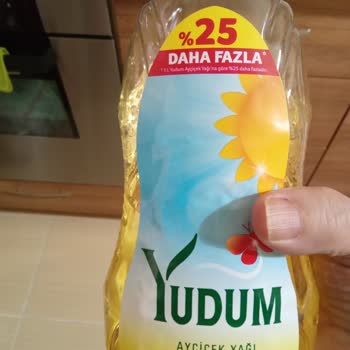 %25
DAHA FAZLA*
YUDUM
AYÇİÇEK YAĞI